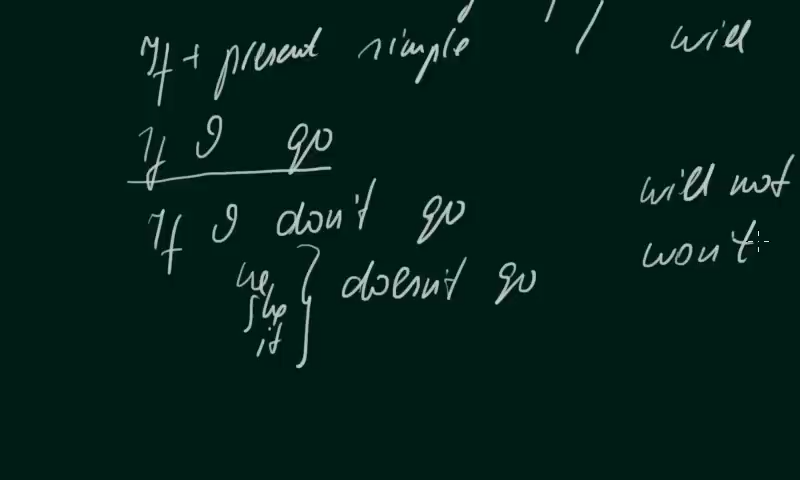 If + present simple / will
If I go
will not
If I don't go
won't
he
she } doesn't go
it